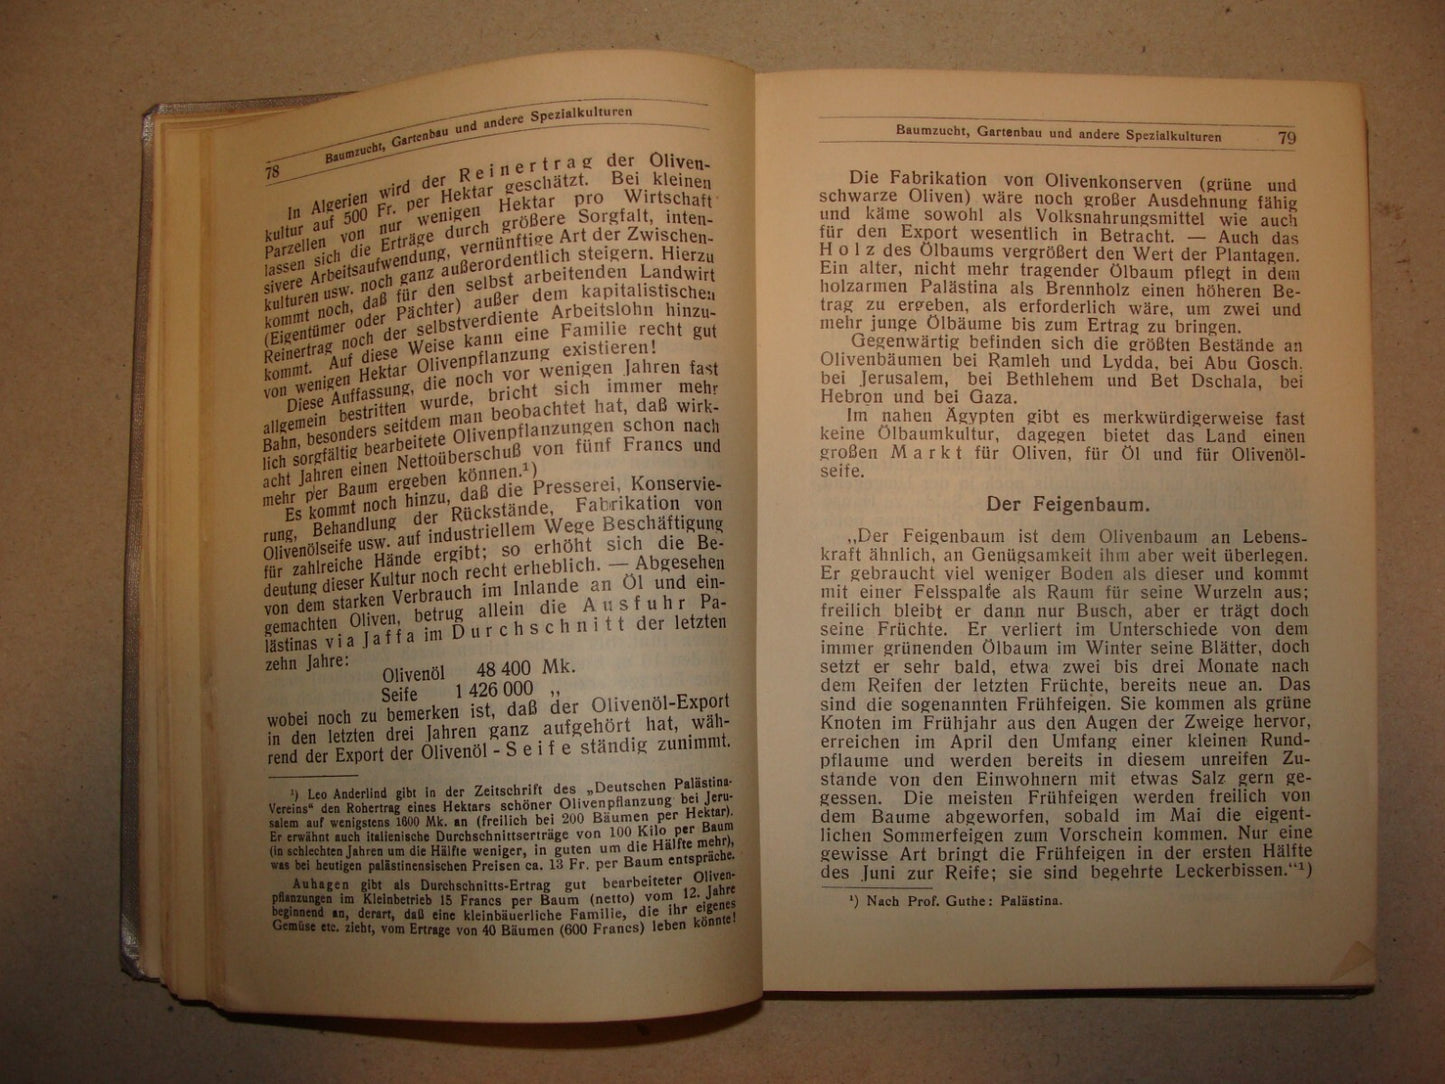 78
Baumzucht, Gartenbau und andere Spezialkulturen
In Algerien wird der Reinertrag der Oliven-
kultur auf 500 Fr. per Hektar geschätzt. Bei kleinen
Parzellen von nur wenigen Hektar pro Wirtschaft
lassen sich die Erträge durch größere Sorgfalt, inten-
sivere Arbeitsaufwendung, vernünftige Art der Zwischen-
kulturen usw. noch ganz außerordentlich steigern. Hierzu
kommt noch, daß für den selbst arbeitenden Landwirt
(Eigentümer oder Pächter) außer dem kapitalistischen
Reinertrag noch der selbstverdiente Arbeitslohn hinzu-
kommt. Auf diese Weise kann eine Familie recht gut
von wenigen Hektar Olivenpflanzung existieren!
Diese Auffassung, die noch vor wenigen Jahren fast
allgemein bestritten wurde, bricht sich immer mehr
Bahn, besonders seitdem man beobachtet hat, daß wirk-
lich sorgfältig bearbeitete Olivenpflanzungen schon nach
acht Jahren einen Nettoüberschuß von fünf Francs und
mehr per Baum ergeben können.¹)
Es kommt noch hinzu, daß die Presserei, Konservie-
rung, Behandlung der Rückstände, Fabrikation von
Olivenölseife usw. auf industriellem Wege Beschäftigung
für zahlreiche Hände ergibt; so erhöht sich die Be-
deutung dieser Kultur noch recht erheblich. — Abgesehen
von dem starken Verbrauch im Inlande an Öl und ein-
gemachten Oliven, betrug allein die Ausfuhr Pa-
lästinas via Jaffa im Durchschnitt der letzten
zehn Jahre:
Olivenöl 48 400 Mk.
Seife 1 426 000 „
wobei noch zu bemerken ist, daß der Olivenöl-Export
in den letzten drei Jahren ganz aufgehört hat, wäh-
rend der Export der Olivenöl-Seife ständig zunimmt.
¹) Leo Anderlind gibt in der Zeitschrift des „Deutschen Palästina-
Vereins“ den Rohertrag eines Hektars schöner Olivenpflanzung bei Jeru-
salem auf wenigstens 1600 Mk. an (freilich bei 200 Bäumen per Hektar).
Er erwähnt auch italienische Durchschnittserträge von 100 Kilo per Baum
(in schlechten Jahren um die Hälfte weniger, in guten um die Hälfte mehr),
was bei heutigen palästinensischen Preisen ca. 13 Fr. per Baum entspräche.
Auhagen gibt als Durchschnitts-Ertrag gut bearbeiteter Oliven-
pflanzungen im Kleinbetrieb 15 Francs per Baum (netto) vom 12. Jahre
beginnend an, derart, daß eine kleinbäuerliche Familie, die ihr eigenes
Gemüse etc. zieht, vom Ertrage von 40 Bäumen (600 Francs) leben könnte!
Baumzucht, Gartenbau und andere Spezialkulturen 79
Die Fabrikation von Olivenkonserven (grüne und
schwarze Oliven) wäre noch großer Ausdehnung fähig
und käme sowohl als Volksnahrungsmittel wie auch
für den Export wesentlich in Betracht. — Auch das
Holz des Ölbaums vergrößert den Wert der Plantagen.
Ein alter, nicht mehr tragender Ölbaum pflegt in dem
holzarmen Palästina als Brennholz einen höheren Be-
trag zu ergeben, als erforderlich wäre, um zwei und
mehr junge Ölbäume bis zum Ertrag zu bringen.
Gegenwärtig befinden sich die größten Bestände an
Olivenbäumen bei Ramleh und Lydda, bei Abu Gosch.
bei Jerusalem, bei Bethlehem und Bet Dschala, bei
Hebron und bei Gaza.
Im nahen Ägypten gibt es merkwürdigerweise fast
keine Ölbaumkultur, dagegen bietet das Land einen
großen Markt für Oliven, für Öl und für Olivenöl-
seife.
Der Feigenbaum.
„Der Feigenbaum ist dem Olivenbaum an Lebens-
kraft ähnlich, an Genügsamkeit ihm aber weit überlegen.
Er gebraucht viel weniger Boden als dieser und kommt
mit einer Felsspalte als Raum für seine Wurzeln aus;
freilich bleibt er dann nur Busch, aber er trägt doch
seine Früchte. Er verliert im Unterschiede von dem
immer grünenden Ölbaum im Winter seine Blätter, doch
setzt er sehr bald, etwa zwei bis drei Monate nach
dem Reifen der letzten Früchte, bereits neue an. Das
sind die sogenannten Frühfeigen. Sie kommen als grüne
Knoten im Frühjahr aus den Augen der Zweige hervor,
erreichen im April den Umfang einer kleinen Rund-
pflaume und werden bereits in diesem unreifen Zu-
stande von den Einwohnern mit etwas Salz gern ge-
gessen. Die meisten Frühfeigen werden freilich von
dem Baume abgeworfen, sobald im Mai die eigent-
lichen Sommerfeigen zum Vorschein kommen. Nur eine
gewisse Art bringt die Frühfeigen in der ersten Hälfte
des Juni zur Reife; sie sind begehrte Leckerbissen.“¹)
¹) Nach Prof. Guthe: Palästina.